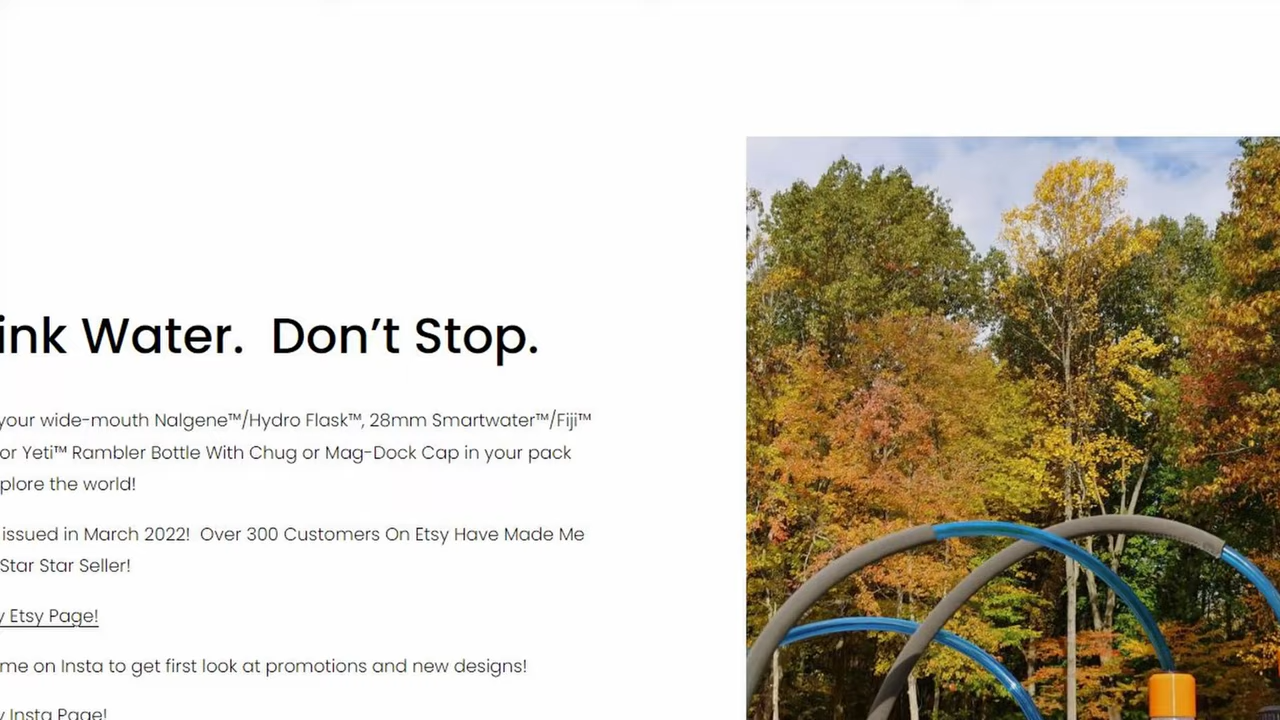 ink Water.  Don’t Stop.
your wide-mouth Nalgene™/Hydro Flask™, 28mm Smartwater™/Fiji™
or Yeti™ Rambler Bottle With Chug or Mag-Dock Cap in your pack
plore the world!
issued in March 2022!  Over 300 Customers On Etsy Have Made Me
Star Star Seller!
y Etsy Page!
me on Insta to get first look at promotions and new designs!
y Insta Page!